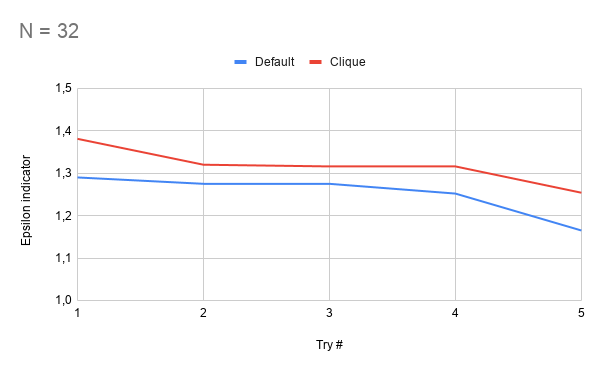 N = 32
Default Clique
1,5
1,4
1,3
1,2
1,1
1,0
Epsilon indicator
1 2 3 4 5
Try #